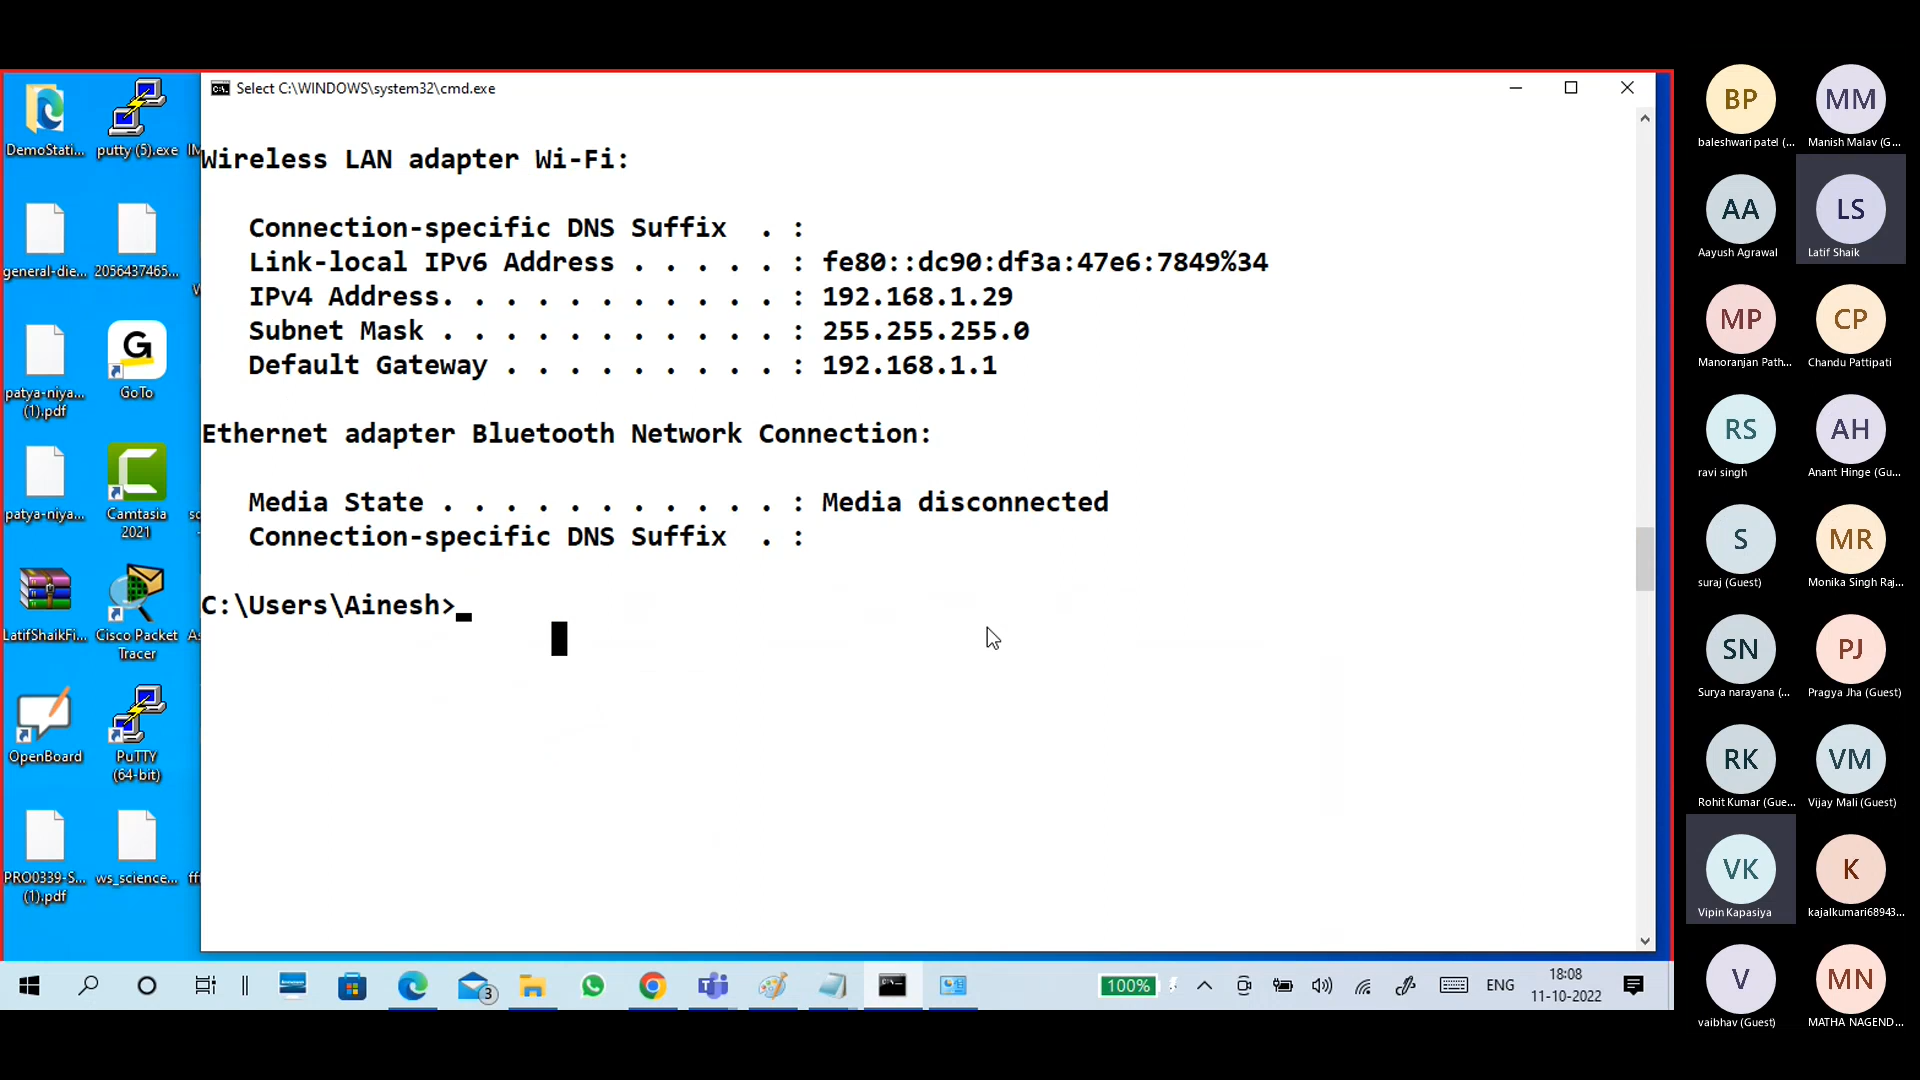 Select C:\WINDOWS\system32\cmd.exe
Wireless LAN adapter Wi-Fi:
Connection-specific DNS Suffix . :
Link-local IPv6 Address . . . . . : fe80::dc90:df3a:47e6:7849%34
IPv4 Address. . . . . . . . . . . : 192.168.1.29
Subnet Mask . . . . . . . . . . . : 255.255.255.0
Default Gateway . . . . . . . . . : 192.168.1.1
Ethernet adapter Bluetooth Network Connection:
Media State . . . . . . . . . . . : Media disconnected
Connection-specific DNS Suffix . :
C:\Users\Ainesh>
DemoStati...
putty (5).exe
general-die...
2056437465...
patya-niya...
(1).pdf
G
GoTo
patya-niya...
Camtasia
2021
LatifShaikFi...
Cisco Packet
Tracer
OpenBoard
PuTTY
(64-bit)
PRO0339-S...
(1).pdf
ws_science...
BP
baleshwari patel (...
MM
Manish Malav (G...
AA
Aayush Agrawal
LS
Latif Shaik
MP
Manoranjan Path...
CP
Chandu Pattipati
RS
ravi singh
AH
Anant Hinge (Gu...
S
suraj (Guest)
MR
Monika Singh Raj...
SN
Surya narayana (...
PJ
Pragya Jha (Guest)
RK
Rohit Kumar (Gue...
VM
Vijay Mali (Guest)
VK
Vipin Kapasiya
K
kajalkumari68943...
V
vaibhav (Guest)
MN
MATHA NAGEND...
3
100%
ENG
18:08
11-10-2022